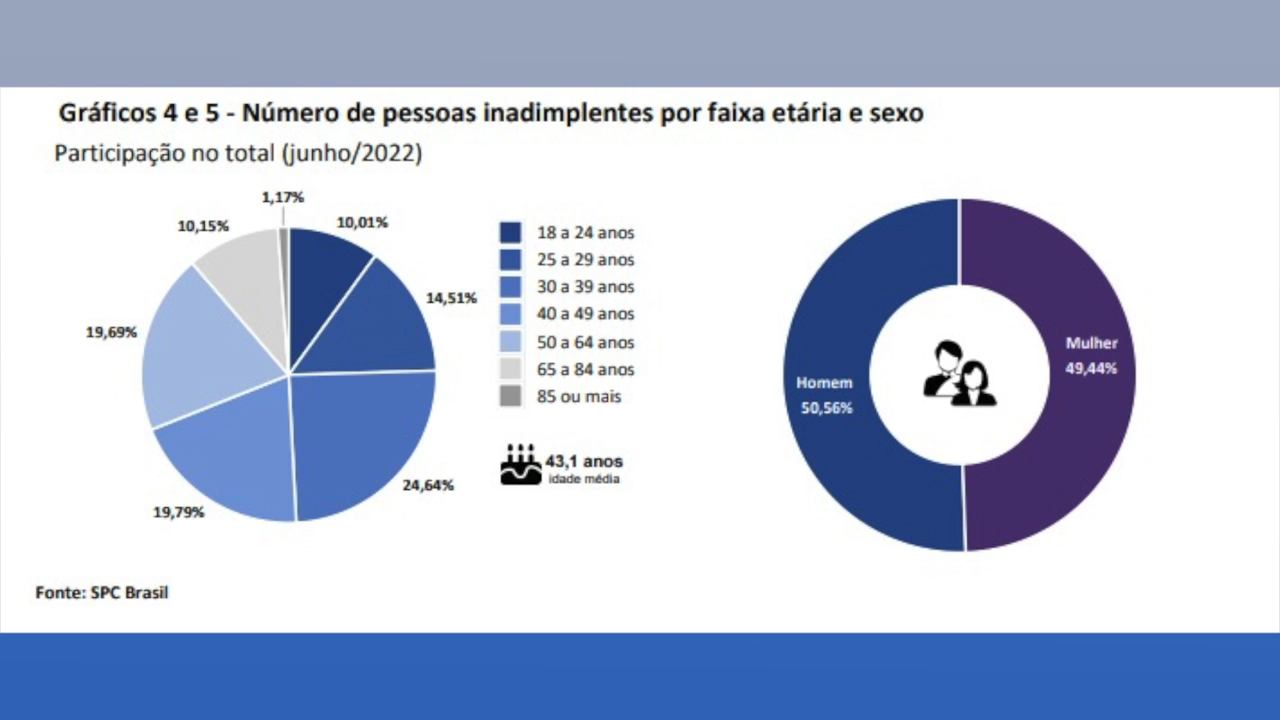 Gráficos 4 e 5 - Número de pessoas inadimplentes por faixa etária e sexo
Participação no total (junho/2022)
1,17%
10,15%
10,01%
14,51%
19,69%
24,64%
19,79%
18 a 24 anos
25 a 29 anos
30 a 39 anos
40 a 49 anos
50 a 64 anos
65 a 84 anos
85 ou mais
43,1 anos
idade média
Homem
50,56%
Mulher
49,44%
Fonte: SPC Brasil